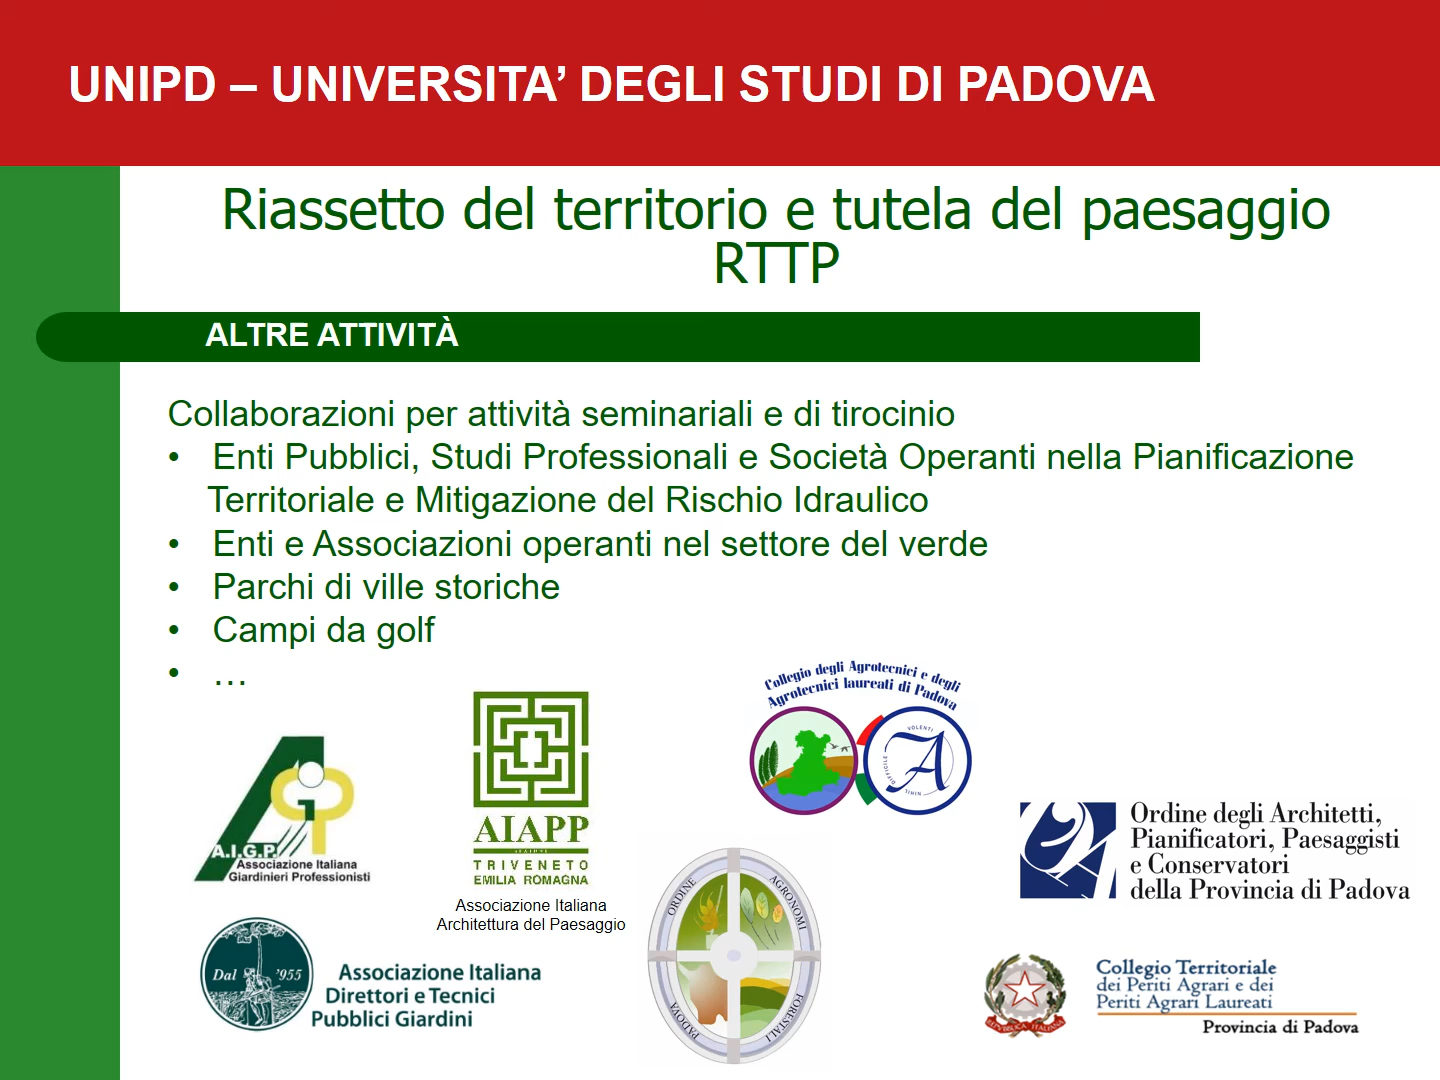 UNIPD – UNIVERSITA’ DEGLI STUDI DI PADOVA
Riassetto del territorio e tutela del paesaggio
RTTP
ALTRE ATTIVITÀ
Collaborazioni per attività seminariali e di tirocinio
• Enti Pubblici, Studi Professionali e Società Operanti nella Pianificazione
Territoriale e Mitigazione del Rischio Idraulico
• Enti e Associazioni operanti nel settore del verde
• Parchi di ville storiche
• Campi da golf
• …
Collegio degli Agrotecnici e degli
Agrotecnici laureati di Padova
VOLENTI
NIHIL
DIFFICILE
A
A.I.G.P.
Associazione Italiana
Giardinieri Professionisti
AIAPP
TRIVENETO
EMILIA ROMAGNA
Associazione Italiana
Architettura del Paesaggio
Ordine degli Architetti,
Pianificatori, Paesaggisti
e Conservatori
della Provincia di Padova
ORDINE
AGRONOMI
FORESTALI
PADOVA
Dal '955
Associazione Italiana
Direttori e Tecnici
Pubblici Giardini
REPVBBLICA ITALIANA
Collegio Territoriale
dei Periti Agrari e dei
Periti Agrari Laureati
Provincia di Padova